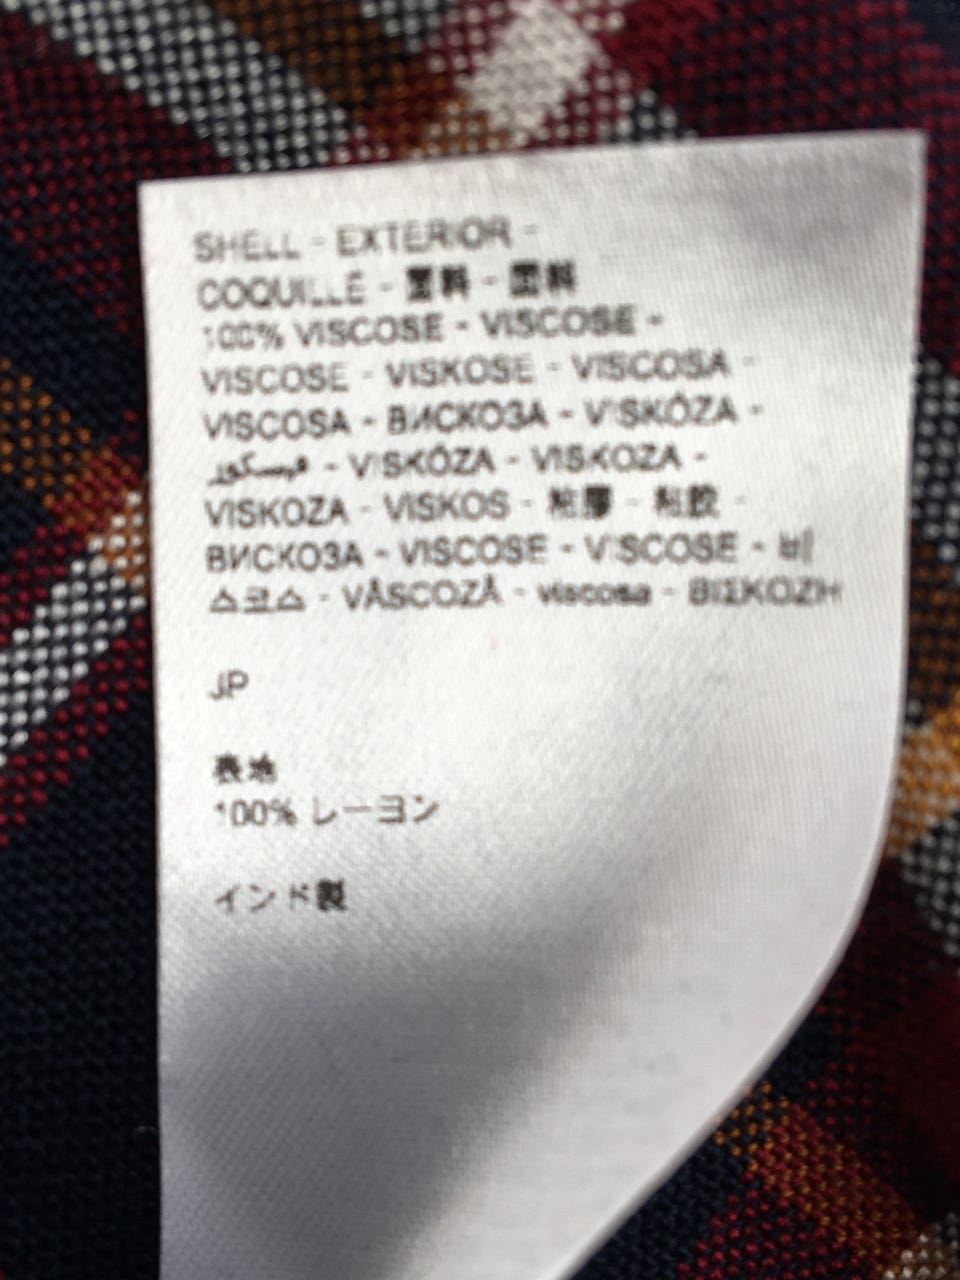 SHELL - EXTERIOR -
COQUILLE - 面料 - 面料
100% VISCOSE - VISCOSE -
VISCOSE - VISKOSE - VISCOSA -
VISCOSA - ВИСКОЗА - VISKÓZA -
فيسكوز - VISKÓZA - VISKOZA -
VISKOZA - VISKOS - 粘膠 - 粘胶 -
ВИСКОЗА - VISCOSE - VISCOSE - 비
스코스 - VÂSCOZÂ - viscosa - ΒΙΣΚΟΖΗ
JP
表地
100% レーヨン
インド製